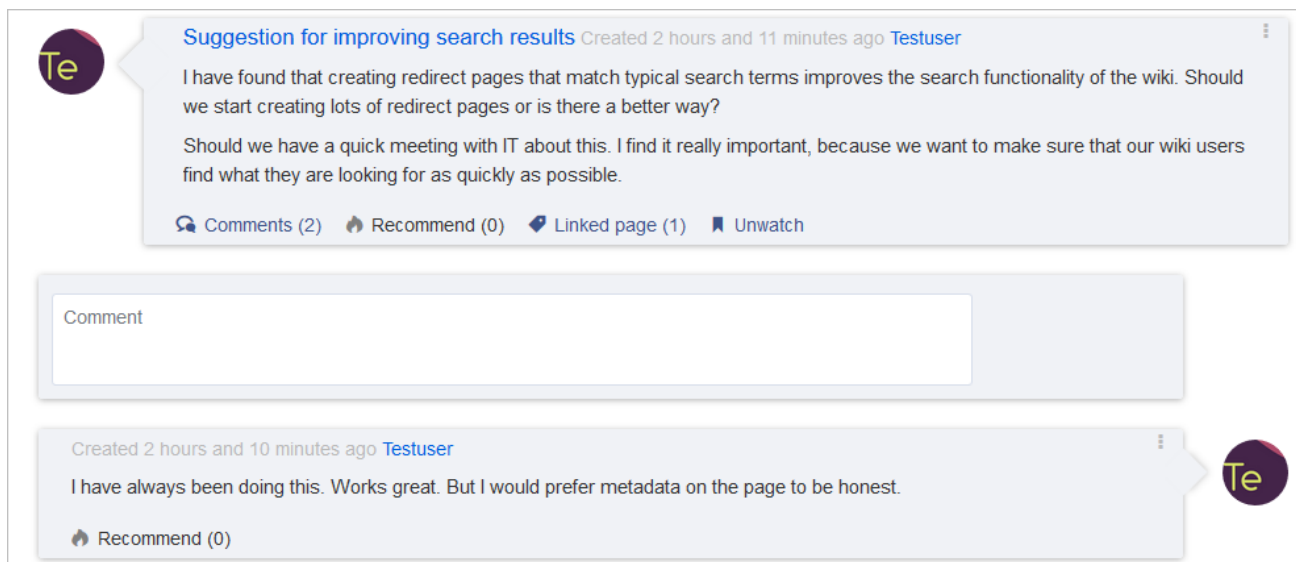 Te
Suggestion for improving search results Created 2 hours and 11 minutes ago Testuser
I have found that creating redirect pages that match typical search terms improves the search functionality of the wiki. Should
we start creating lots of redirect pages or is there a better way?
Should we have a quick meeting with IT about this. I find it really important, because we want to make sure that our wiki users
find what they are looking for as quickly as possible.
Comments (2) Recommend (0) Linked page (1) Unwatch
Comment
Created 2 hours and 10 minutes ago Testuser
I have always been doing this. Works great. But I would prefer metadata on the page to be honest.
Te
Recommend (0)